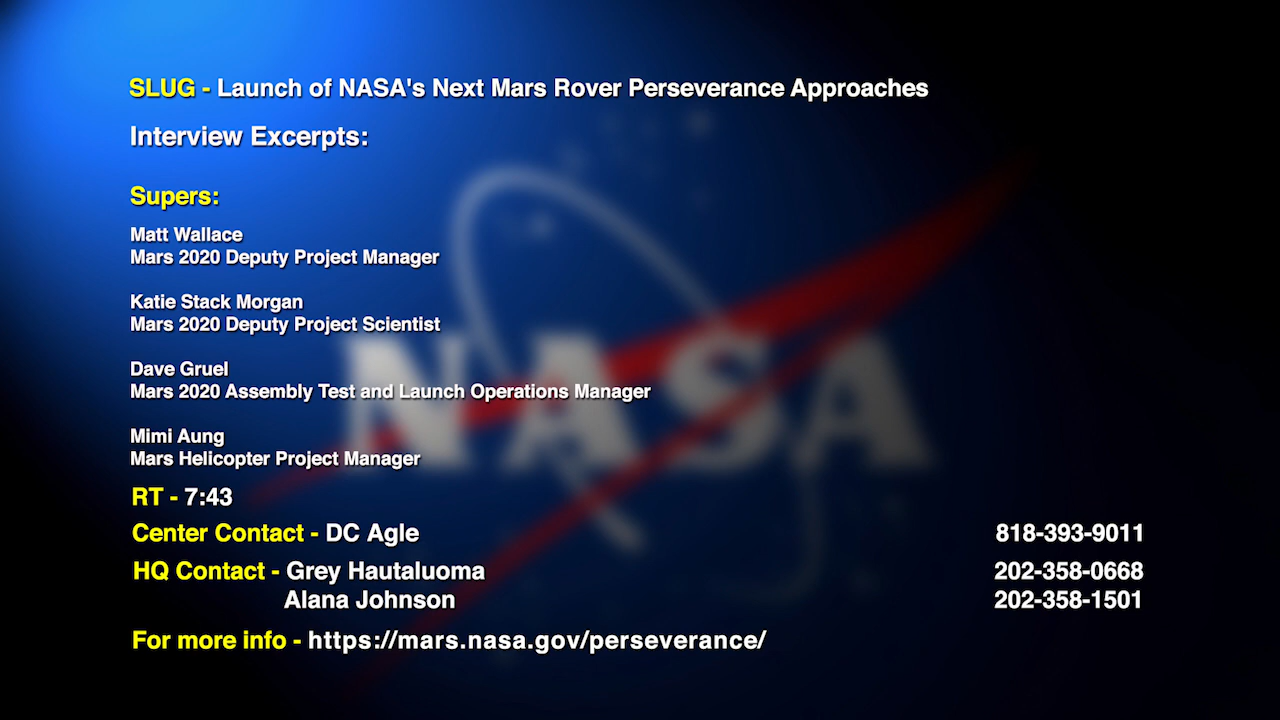 SLUG - Launch of NASA's Next Mars Rover Perseverance Approaches
Interview Excerpts:
Supers:
Matt Wallace
Mars 2020 Deputy Project Manager
Katie Stack Morgan
Mars 2020 Deputy Project Scientist
Dave Gruel
Mars 2020 Assembly Test and Launch Operations Manager
Mimi Aung
Mars Helicopter Project Manager
RT - 7:43
Center Contact - DC Agle 818-393-9011
HQ Contact - Grey Hautaluoma 202-358-0668
Alana Johnson 202-358-1501
For more info - https://mars.nasa.gov/perseverance/
NASA